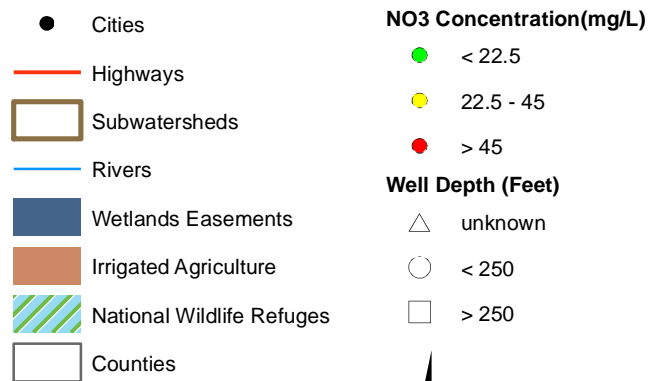 Cities
Highways
Subwatersheds
Rivers
Wetlands Easements
Irrigated Agriculture
National Wildlife Refuges
Counties
NO3 Concentration(mg/L)
< 22.5
22.5 - 45
> 45
Well Depth (Feet)
unknown
< 250
> 250